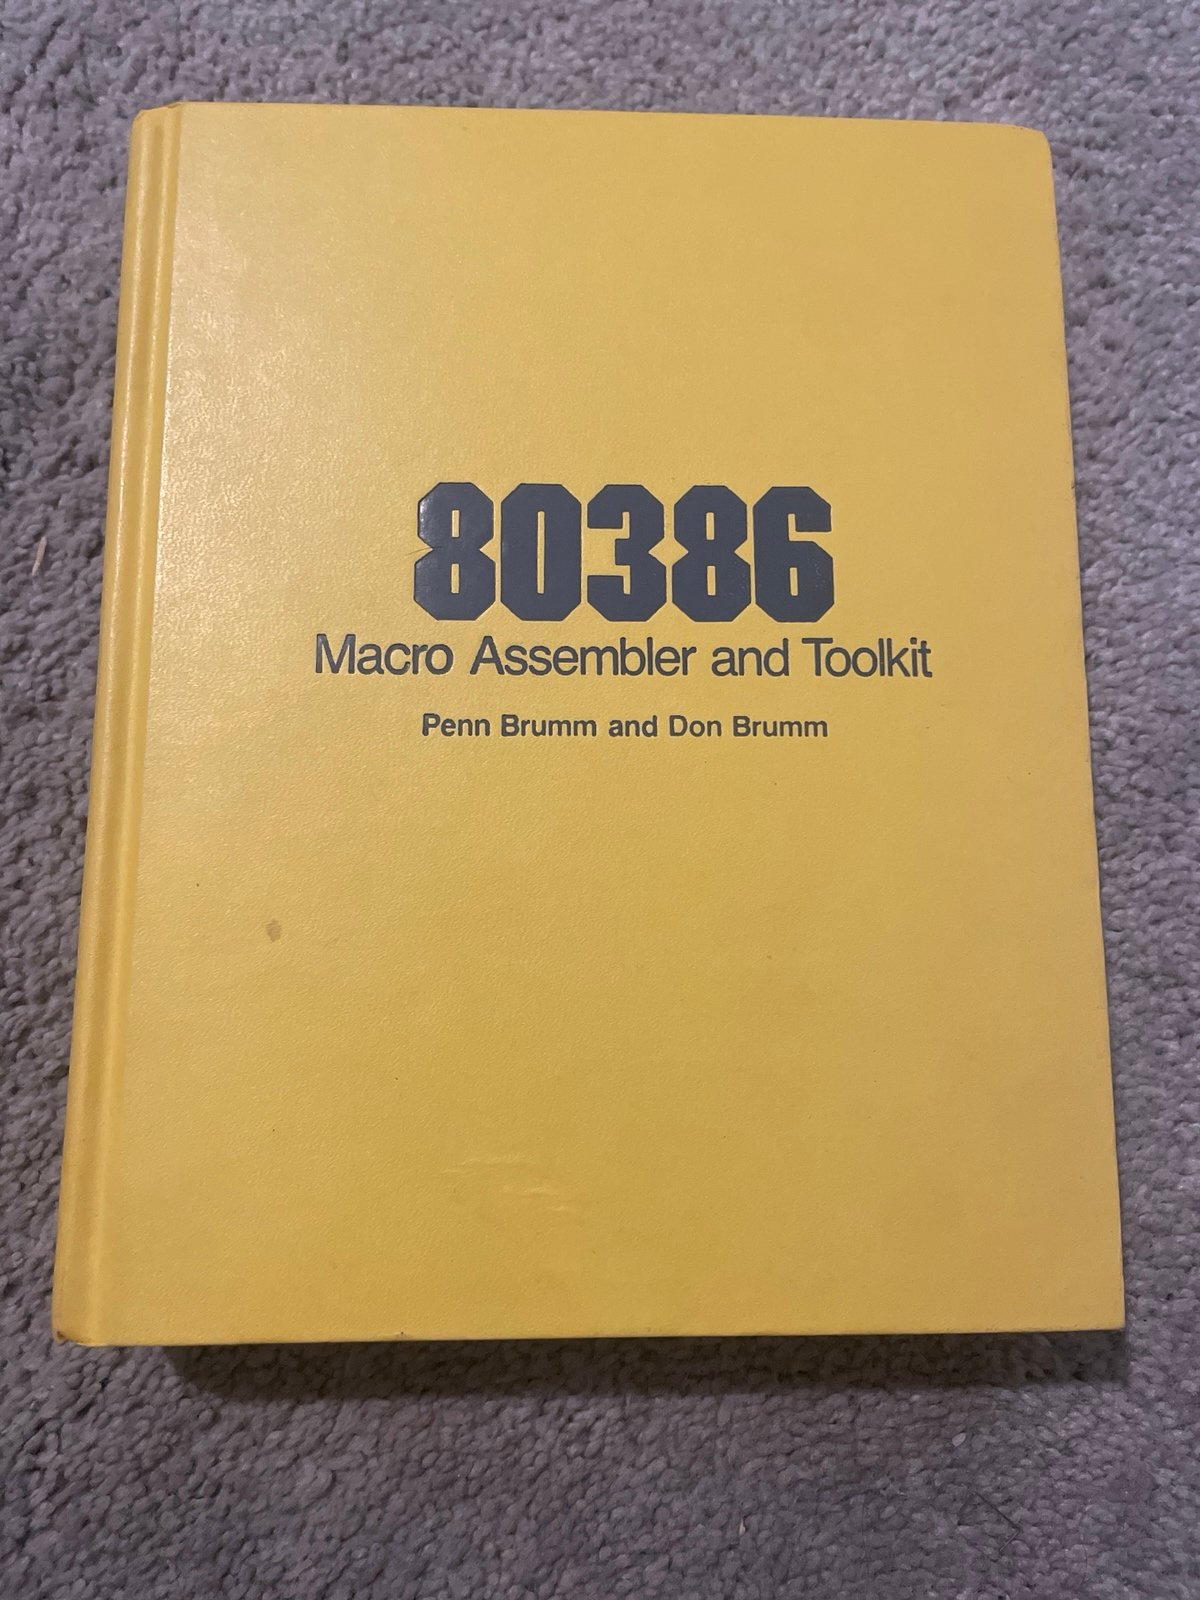 80386
Macro Assembler and Toolkit
Penn Brumm and Don Brumm